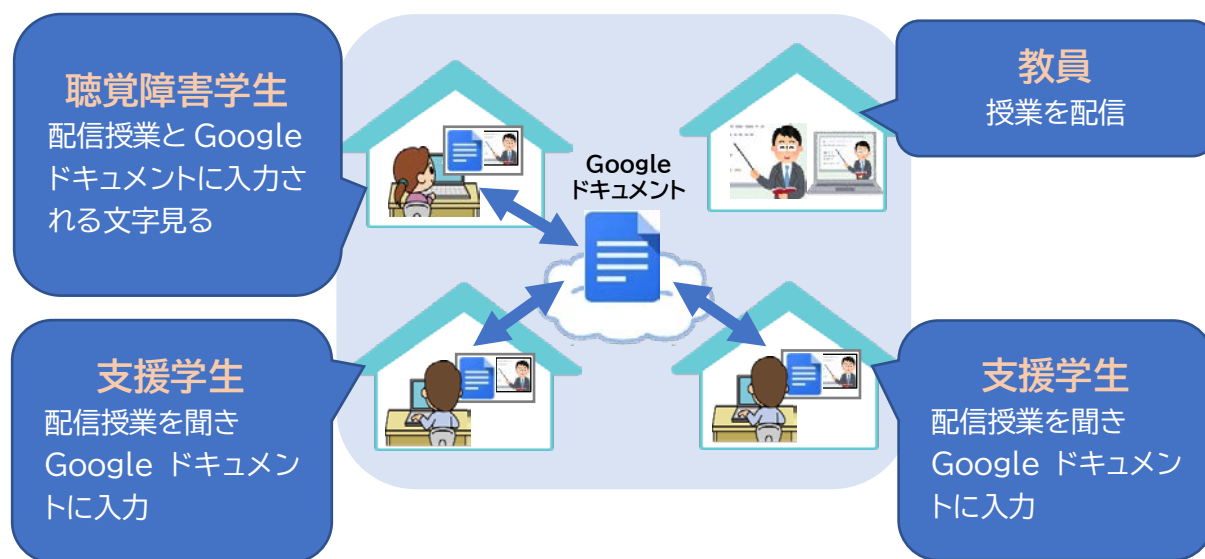 聴覚障害学生
配信授業と Google
ドキュメントに入力さ
れる文字見る
教員
授業を配信
Google
ドキュメント
支援学生
配信授業を聞き
Google ドキュメン
トに入力
支援学生
配信授業を聞き
Google ドキュメン
トに入力